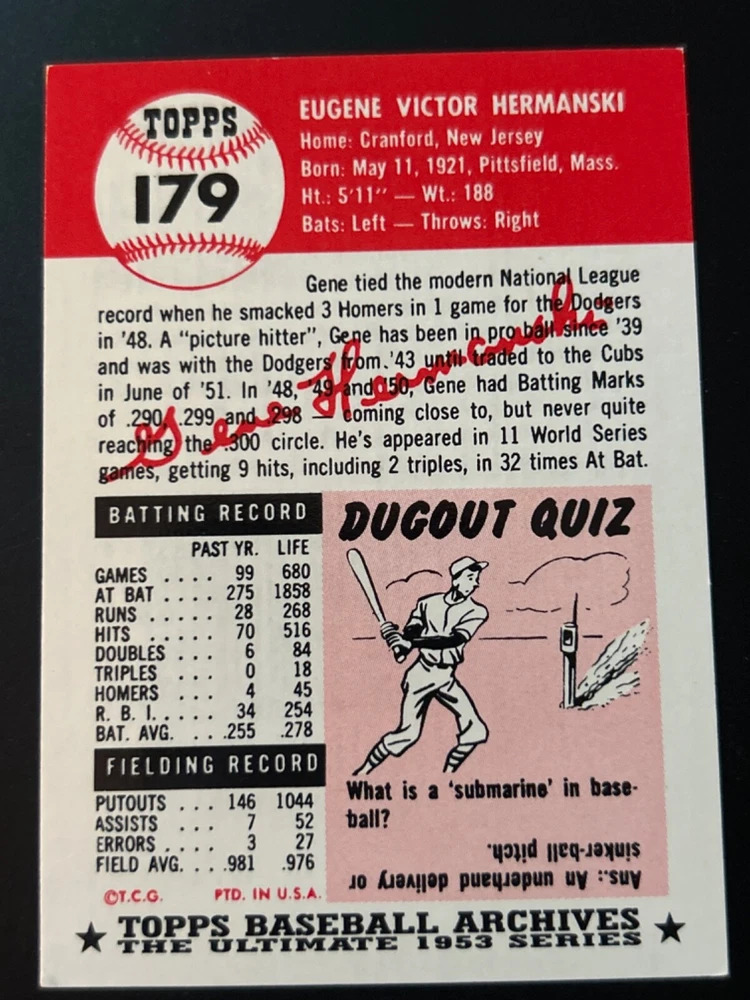 TOPPS
179
EUGENE VICTOR HERMANSKI
Home: Cranford, New Jersey
Born: May 11, 1921, Pittsfield, Mass.
Ht.: 5'11" — Wt.: 188
Bats: Left — Throws: Right
Gene tied the modern National League
record when he smacked 3 Homers in 1 game for the Dodgers
in '48. A "picture hitter", Gene has been in pro ball since '39
and was with the Dodgers from '43 until traded to the Cubs
in June of '51. In '48, '49 and '50, Gene had Batting Marks
of .290, .299 and .298 — coming close to, but never quite
reaching the .300 circle. He's appeared in 11 World Series
games, getting 9 hits, including 2 triples, in 32 times At Bat.
Gene Hermanski
BATTING RECORD
PAST YR. LIFE
GAMES .... 99 680
AT BAT .... 275 1858
RUNS ..... 28 268
HITS ..... 70 516
DOUBLES ... 6 84
TRIPLES ... 0 18
HOMERS ... 4 45
R. B. I. .... 34 254
BAT. AVG. ... .255 .278
FIELDING RECORD
PUTOUTS ... 146 1044
ASSISTS ... 7 52
ERRORS .... 3 27
FIELD AVG. ... .981 .976
©T.C.G. PTD. IN U.S.A.
DUGOUT QUIZ
What is a 'submarine' in base-
ball?
Ans.: An underhand delivery or
sinker-ball pitch.
★ TOPPS BASEBALL ARCHIVES ★
THE ULTIMATE 1953 SERIES